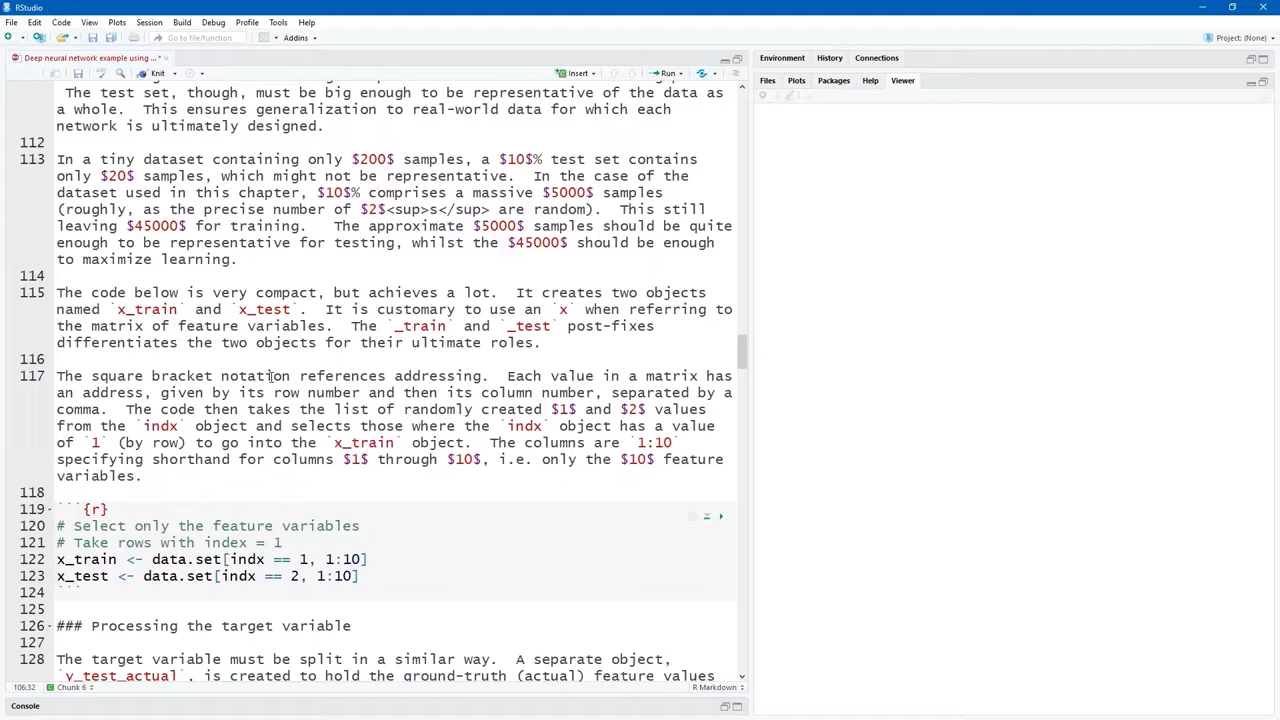 RStudio
File Edit Code View Plots Session Build Debug Profile Tools Help
Go to file/function Addins Project: (None)
Deep neural network example using ...* Environment History Connections
Knit Insert Run Files Plots Packages Help Viewer
The test set, though, must be big enough to be representative of the data as
a whole.  This ensures generalization to real-world data for which each
network is ultimately designed.
112
113 In a tiny dataset containing only $200$ samples, a $10$% test set contains
only $20$ samples, which might not be representative.  In the case of the
dataset used in this chapter, $10$% comprises a massive $5000$ samples
(roughly, as the precise number of $2$<sup>s</sup> are random).  This still
leaving $45000$ for training.   The approximate $5000$ samples should be quite
enough to be representative for testing, whilst the $45000$ should be enough
to maximize learning.
114
115 The code below is very compact, but achieves a lot.  It creates two objects
named `x_train` and `x_test`.  It is customary to use an `x` when referring to
the matrix of feature variables.  The `_train` and `_test` post-fixes
differentiates the two objects for their ultimate roles.
116
117 The square bracket notation references addressing.  Each value in a matrix has
an address, given by its row number and then its column number, separated by a
comma.  The code then takes the list of randomly created $1$ and $2$ values
from the `indx` object and selects those where the `indx` object has a value
of `1` (by row) to go into the `x_train` object.  The columns are `1:10`
specifying shorthand for columns $1$ through $10$, i.e. only the $10$ feature
variables.
118
119 ```{r}
120 # Select only the feature variables
121 # Take rows with index = 1
122 x_train <- data.set[indx == 1, 1:10]
123 x_test <- data.set[indx == 2, 1:10]
124 ```
125
126 ### Processing the target variable
127
128 The target variable must be split in a similar way.  A separate object,
`y_test_actual`, is created to hold the ground-truth (actual) feature values
106:32 Chunk 6 R Markdown
Console